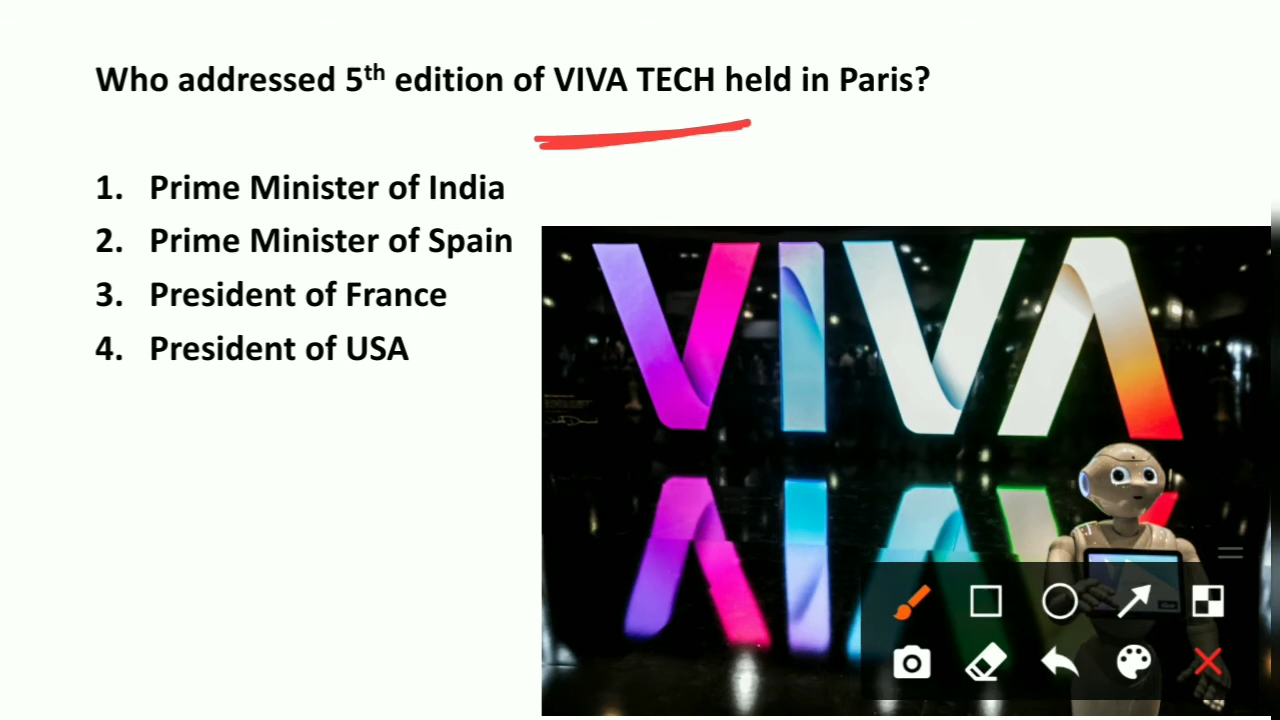 Who addressed 5th edition of VIVA TECH held in Paris?
1. Prime Minister of India
2. Prime Minister of Spain
3. President of France
4. President of USA
VIVA